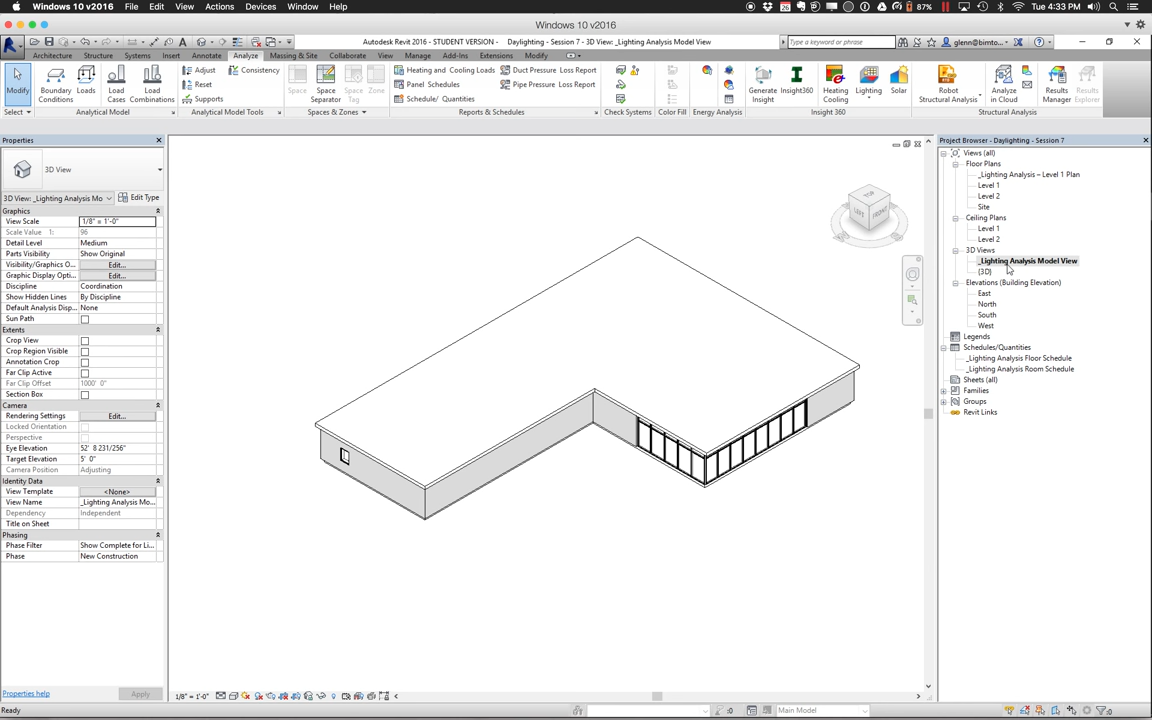 Window Edit View Actions Devices Window Help
87% Tue 4:33 PM
Windows 10 v2016
Autodesk Revit 2016 - STUDENT VERSION - Daylighting - Session 7 - 3D View: _Lighting Analysis Model View
Type a keyword or phrase
glenn@bimto...
Architecture Structure Systems Insert Annotate Analyze Massing & Site Collaborate View Manage Add-Ins Extensions Modify
Modify
Boundary Conditions
Loads
Load Cases
Load Combinations
Adjust
Reset
Supports
Consistency
Space
Space Separator
Space Tag
Zone
Heating and Cooling Loads
Panel Schedules
Schedule/ Quantities
Duct Pressure Loss Report
Pipe Pressure Loss Report
Generate Insight
Insight360
Heating Cooling
Lighting
Solar
Robot Structural Analysis
Analyze in Cloud
Results Manager
Results Explorer
Select
Analytical Model
Analytical Model Tools
Spaces & Zones
Reports & Schedules
Check Systems
Color Fill
Energy Analysis
Insight 360
Structural Analysis
Properties
3D View
3D View: _Lighting Analysis Mo
Edit Type
Graphics
View Scale 1/8" = 1'-0"
Scale Value 1: 96
Detail Level Medium
Parts Visibility Show Original
Visibility/Graphics O... Edit...
Graphic Display Opti... Edit...
Discipline Coordination
Show Hidden Lines By Discipline
Default Analysis Disp... None
Sun Path
Extents
Crop View
Crop Region Visible
Annotation Crop
Far Clip Active
Far Clip Offset 1000' 0"
Section Box
Camera
Rendering Settings Edit...
Locked Orientation
Perspective
Eye Elevation 52' 8 231/256"
Target Elevation 5' 0"
Camera Position Adjusting
Identity Data
View Template <None>
View Name _Lighting Analysis Mo...
Dependency Independent
Title on Sheet
Phasing
Phase Filter Show Complete for Li...
Phase New Construction
Properties help
Apply
TOP
LEFT
FRONT
Project Browser - Daylighting - Session 7
Views (all)
Floor Plans
_Lighting Analysis – Level 1 Plan
Level 1
Level 2
Site
Ceiling Plans
Level 1
Level 2
3D Views
_Lighting Analysis Model View
{3D}
Elevations (Building Elevation)
East
North
South
West
Legends
Schedules/Quantities
_Lighting Analysis Floor Schedule
_Lighting Analysis Room Schedule
Sheets (all)
Families
Groups
Revit Links
1/8" = 1'-0"
Ready
:0
Main Model
:0